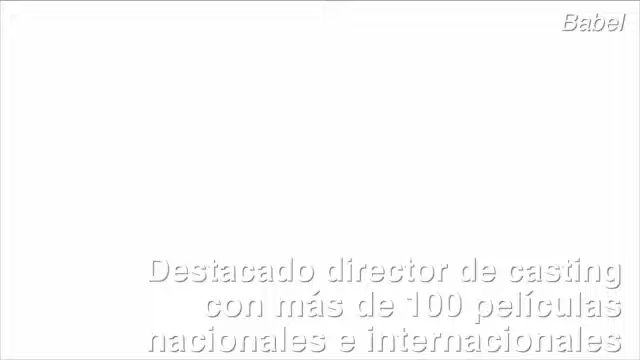 Babel
Destacado director de casting
con más de 100 películas
nacionales e internacionales